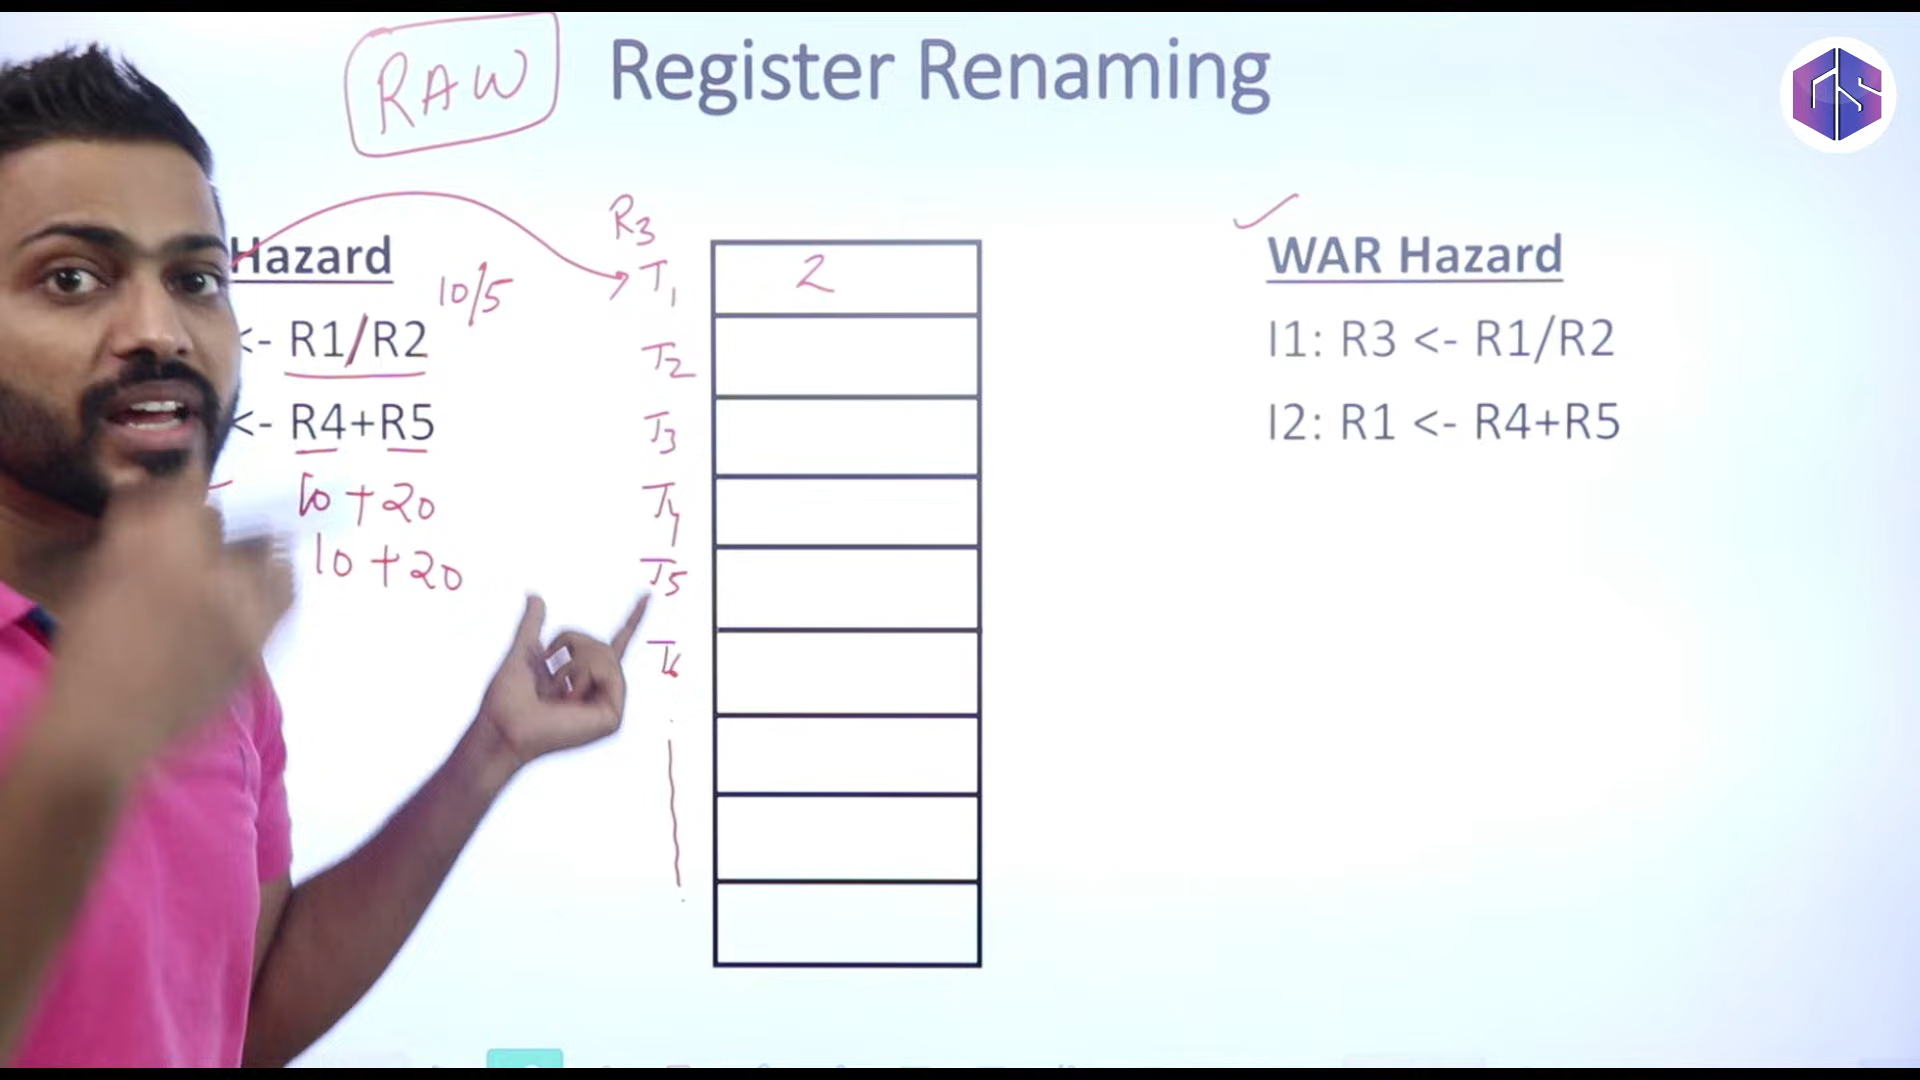 RAW
Register Renaming
GS
Hazard
10/5
<- R1/R2
<- R4+R5
10+20
10+20
R3
T1
2
T2
T3
T4
T5
T6
WAR Hazard
I1: R3 <- R1/R2
I2: R1 <- R4+R5